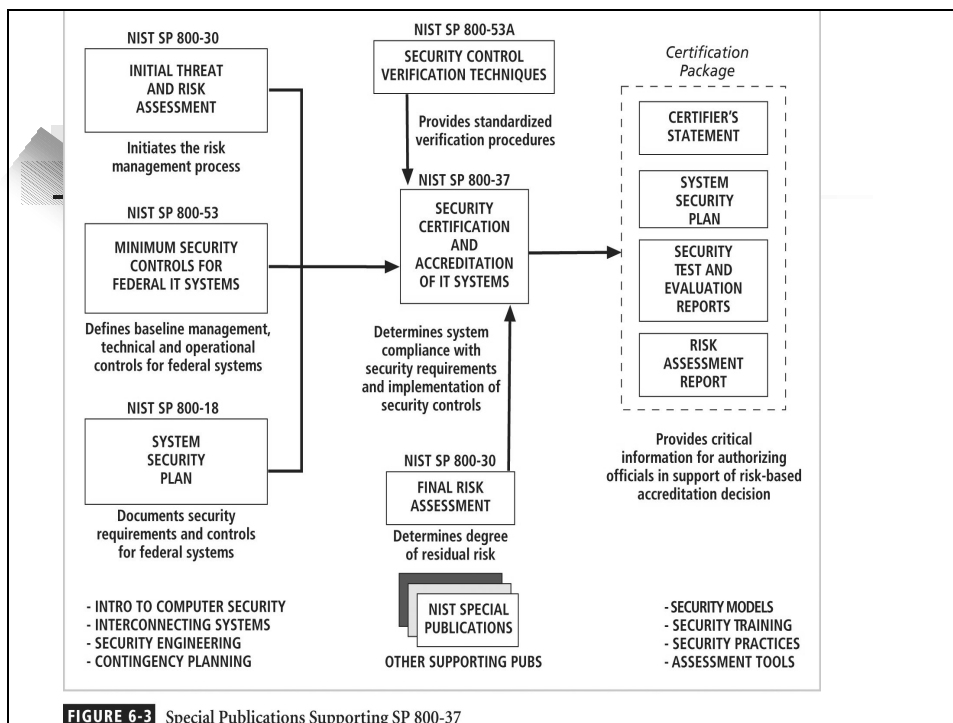 NIST SP 800-30
INITIAL THREAT
AND RISK
ASSESSMENT
Initiates the risk
management process
NIST SP 800-53
MINIMUM SECURITY
CONTROLS FOR
FEDERAL IT SYSTEMS
Defines baseline management,
technical and operational
controls for federal systems
NIST SP 800-18
SYSTEM
SECURITY
PLAN
Documents security
requirements and controls
for federal systems
NIST SP 800-53A
SECURITY CONTROL
VERIFICATION TECHNIQUES
Provides standardized
verification procedures
NIST SP 800-37
SECURITY
CERTIFICATION
AND
ACCREDITATION
OF IT SYSTEMS
Determines system
compliance with
security requirements
and implementation of
security controls
NIST SP 800-30
FINAL RISK
ASSESSMENT
Determines degree
of residual risk
Certification
Package
CERTIFIER'S
STATEMENT
SYSTEM
SECURITY
PLAN
SECURITY
TEST AND
EVALUATION
REPORTS
RISK
ASSESSMENT
REPORT
Provides critical
information for authorizing
officials in support of risk-based
accreditation decision
- INTRO TO COMPUTER SECURITY
- INTERCONNECTING SYSTEMS
- SECURITY ENGINEERING
- CONTINGENCY PLANNING
NIST SPECIAL
PUBLICATIONS
OTHER SUPPORTING PUBS
- SECURITY MODELS
- SECURITY TRAINING
- SECURITY PRACTICES
- ASSESSMENT TOOLS
FIGURE 6-3 Special Publications Supporting SP 800-37